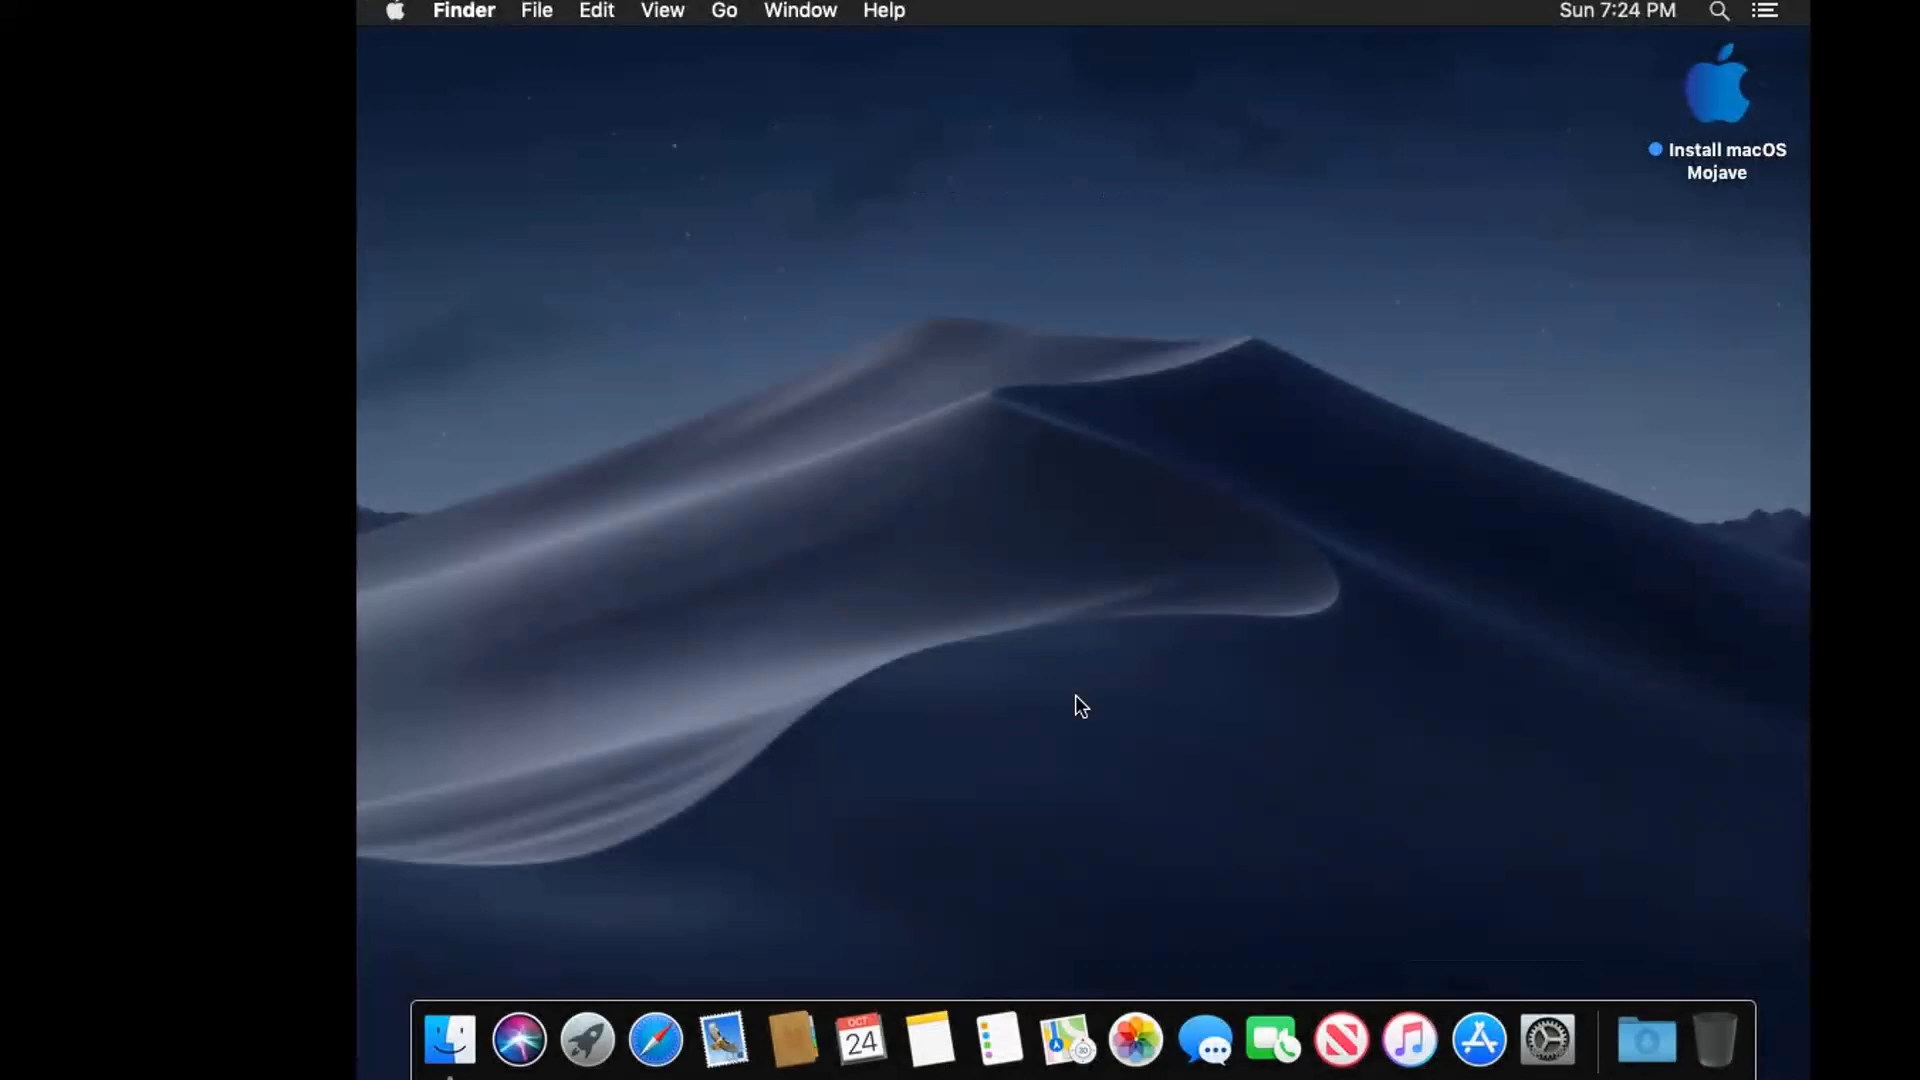 Finder File Edit View Go Window Help Sun 7:24 PM
Install macOS
Mojave
OCT
24